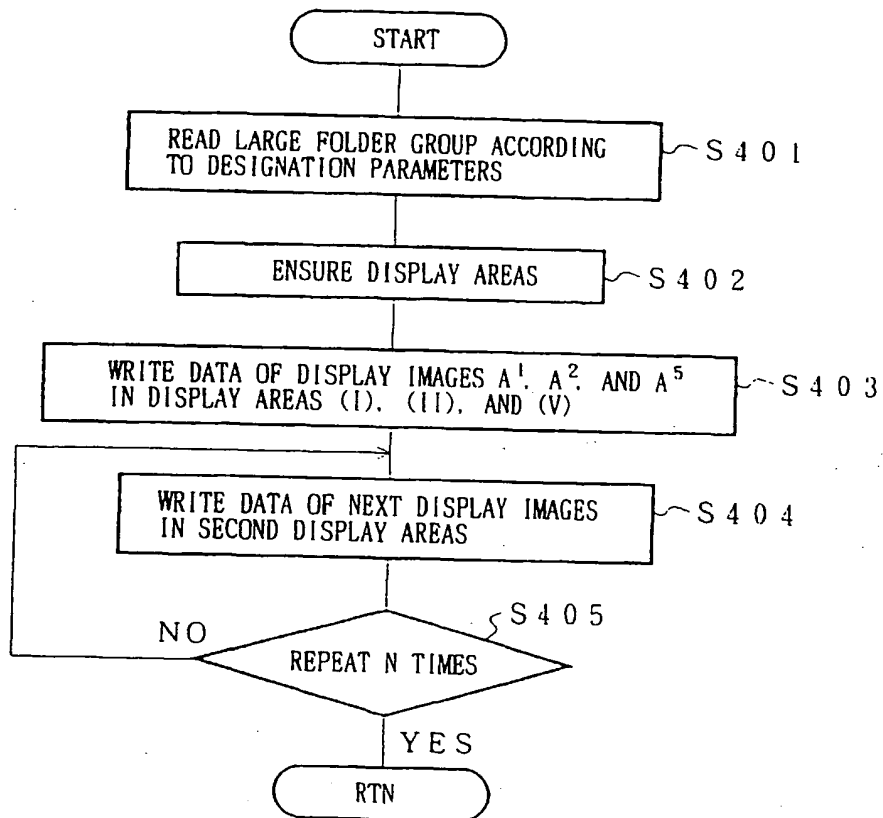 START
READ LARGE FOLDER GROUP ACCORDING
TO DESIGNATION PARAMETERS
S401
ENSURE DISPLAY AREAS
S402
WRITE DATA OF DISPLAY IMAGES A¹, A², AND A⁵
IN DISPLAY AREAS (I), (II), AND (V)
S403
WRITE DATA OF NEXT DISPLAY IMAGES
IN SECOND DISPLAY AREAS
S404
S405
NO
REPEAT N TIMES
YES
RTN